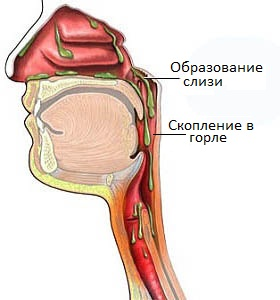 Образование
слизи
Скопление в
горле